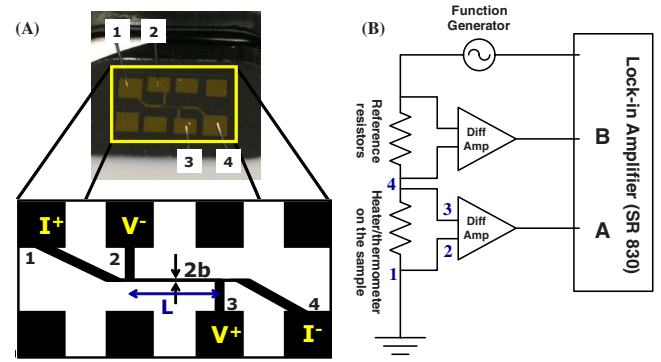 (A)
1
2
3
4
I+
V-
1
2
2b
L
3
4
V+
I-
(B)
Function
Generator
Reference
resistors
Diff
Amp
B
4
Heater/thermometer
on the sample
3
Diff
Amp
2
A
1
Lock-in Amplifier (SR 830)